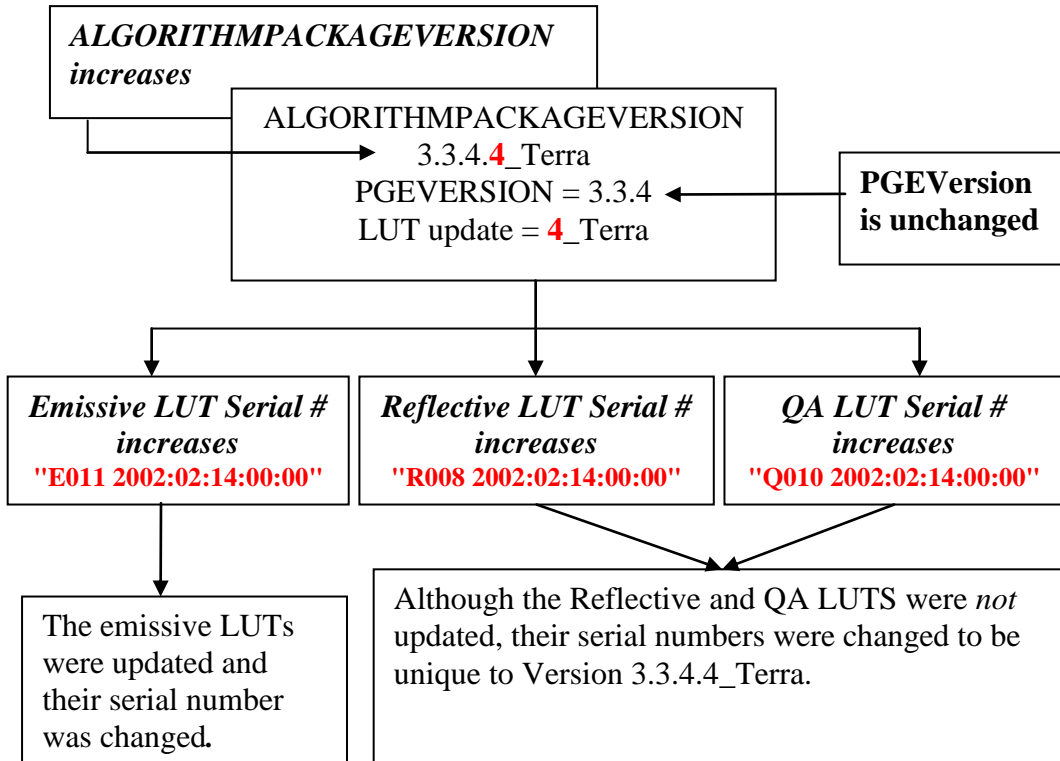 ALGORITHMPACKAGEVERSION
increases
ALGORITHMPACKAGEVERSION
3.3.4.4_Terra
PGEVERSION = 3.3.4
LUT update = 4_Terra
PGEVersion
is unchanged
Emissive LUT Serial #
increases
"E011 2002:02:14:00:00"
Reflective LUT Serial #
increases
"R008 2002:02:14:00:00"
QA LUT Serial #
increases
"Q010 2002:02:14:00:00"
The emissive LUTs
were updated and
their serial number
was changed.
Although the Reflective and QA LUTS were not
updated, their serial numbers were changed to be
unique to Version 3.3.4.4_Terra.